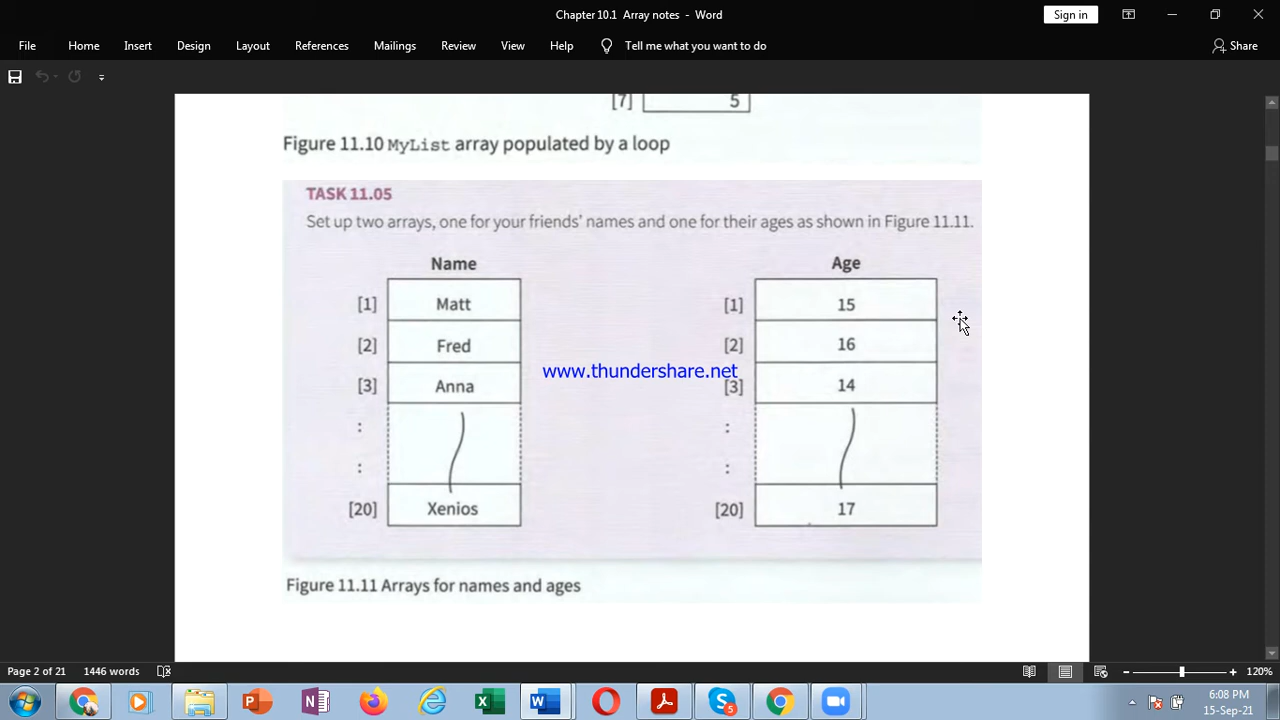 Chapter 10.1 Array notes - Word
Sign in
File Home Insert Design Layout References Mailings Review View Help Tell me what you want to do Share
[7] 5
Figure 11.10 MyList array populated by a loop
TASK 11.05
Set up two arrays, one for your friends' names and one for their ages as shown in Figure 11.11.
Name Age
[1] Matt [1] 15
[2] Fred [2] 16
www.thundershare.net
[3] Anna [3] 14
: :
: :
[20] Xenios [20] 17
Figure 11.11 Arrays for names and ages
Page 2 of 21 1446 words 120%
5
6:08 PM
15-Sep-21